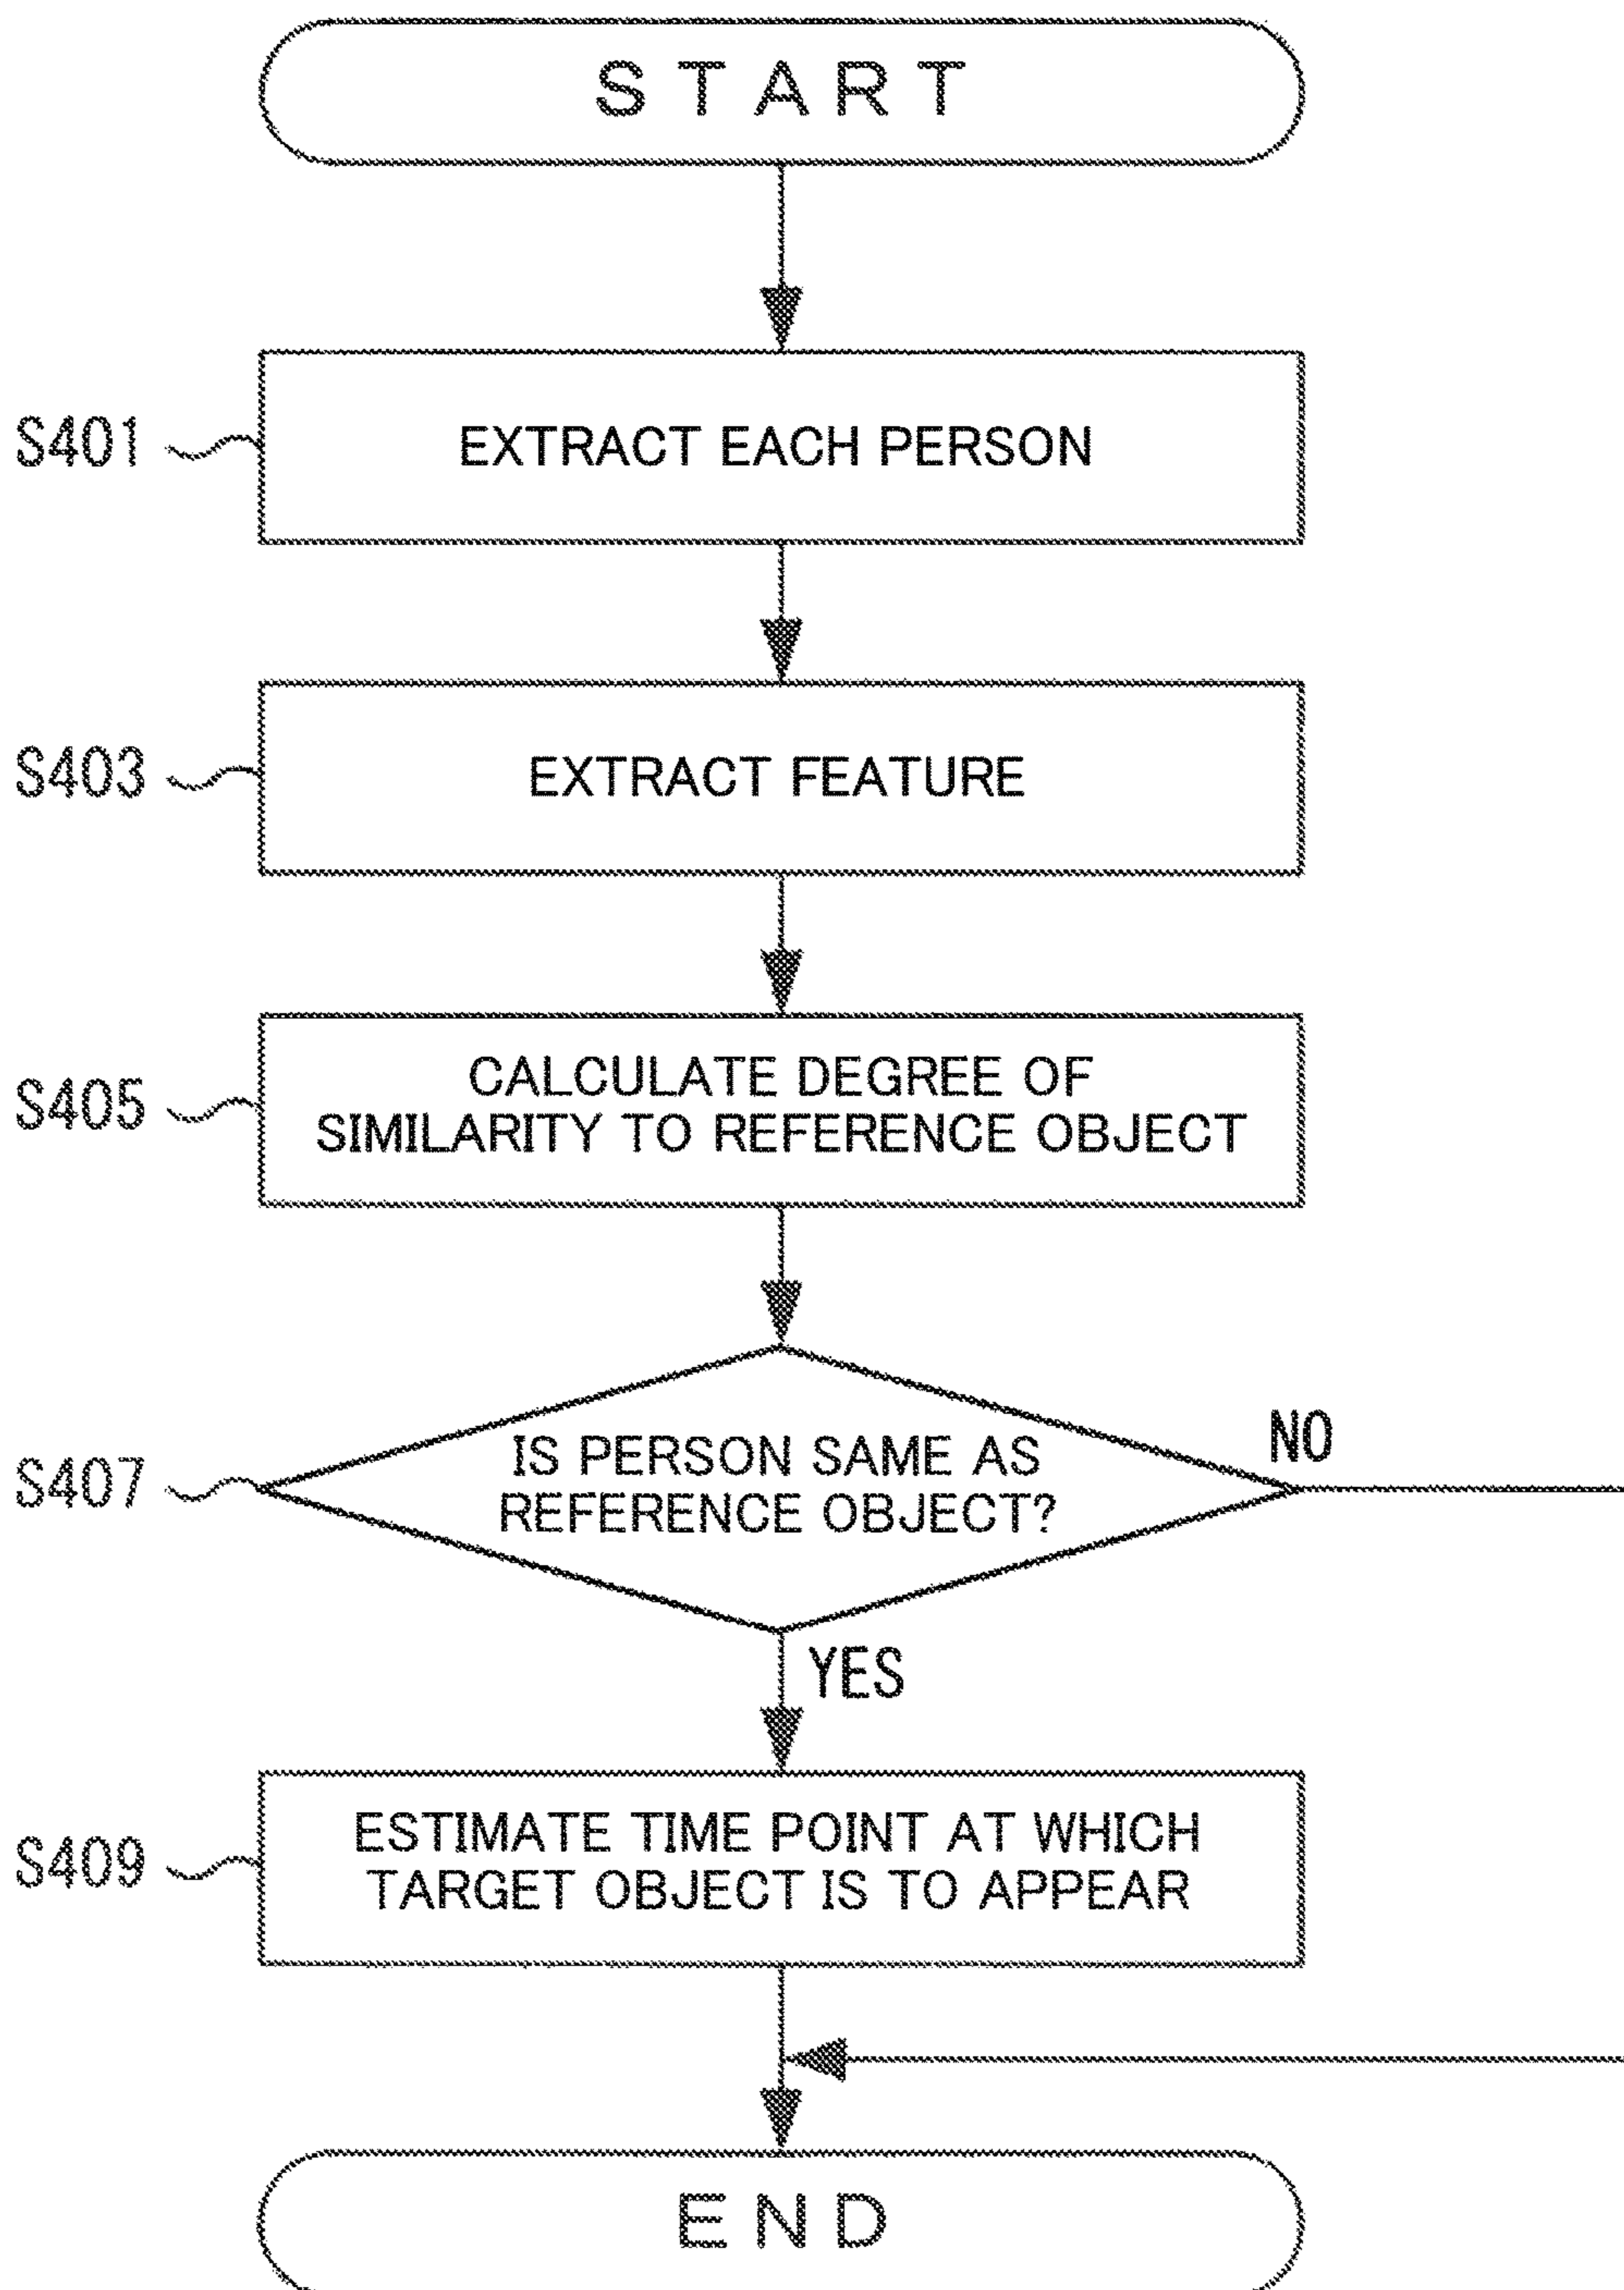 START
S401
EXTRACT EACH PERSON
S403
EXTRACT FEATURE
S405
CALCULATE DEGREE OF
SIMILARITY TO REFERENCE OBJECT
S407
IS PERSON SAME AS
REFERENCE OBJECT?
NO
YES
S409
ESTIMATE TIME POINT AT WHICH
TARGET OBJECT IS TO APPEAR
END